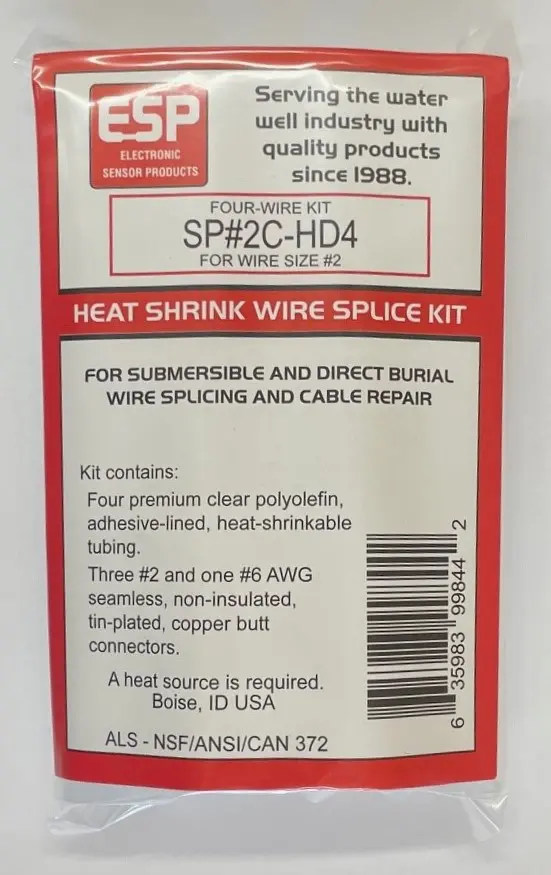 ESP
ELECTRONIC
SENSOR PRODUCTS
Serving the water
well industry with
quality products
since 1988.
FOUR-WIRE KIT
SP#2C-HD4
FOR WIRE SIZE #2
HEAT SHRINK WIRE SPLICE KIT
FOR SUBMERSIBLE AND DIRECT BURIAL
WIRE SPLICING AND CABLE REPAIR
Kit contains:
Four premium clear polyolefin,
adhesive-lined, heat-shrinkable
tubing.
Three #2 and one #6 AWG
seamless, non-insulated,
tin-plated, copper butt
connectors.
A heat source is required.
Boise, ID USA
ALS - NSF/ANSI/CAN 372
6 35983 99844 2